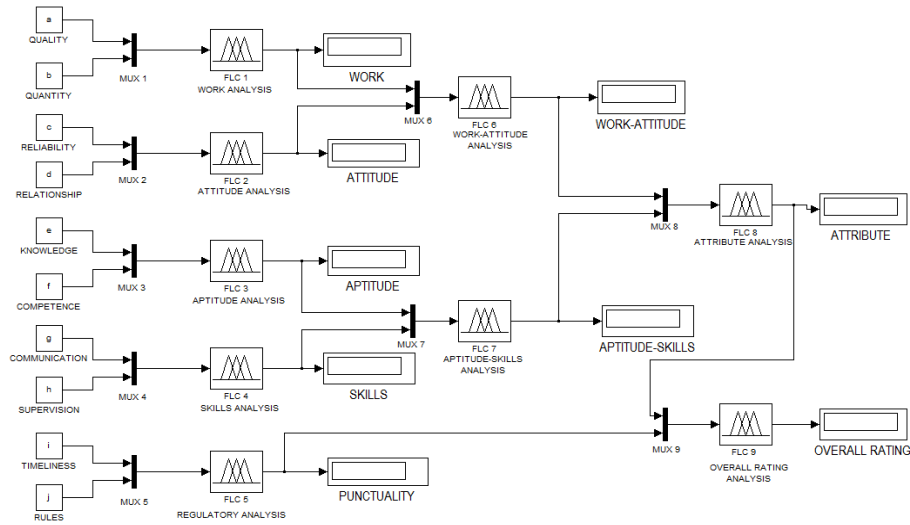 a
QUALITY
b
QUANTITY
MUX 1
FLC 1
WORK ANALYSIS
WORK
c
RELIABILITY
d
RELATIONSHIP
MUX 2
FLC 2
ATTITUDE ANALYSIS
ATTITUDE
MUX 6
FLC 6
WORK-ATTITUDE
ANALYSIS
WORK-ATTITUDE
e
KNOWLEDGE
f
COMPETENCE
MUX 3
FLC 3
APTITUDE ANALYSIS
APTITUDE
g
COMMUNICATION
h
SUPERVISION
MUX 4
FLC 4
SKILLS ANALYSIS
SKILLS
MUX 7
FLC 7
APTITUDE-SKILLS
ANALYSIS
APTITUDE-SKILLS
MUX 8
FLC 8
ATTRIBUTE ANALYSIS
ATTRIBUTE
i
TIMELINESS
j
RULES
MUX 5
FLC 5
REGULATORY ANALYSIS
PUNCTUALITY
MUX 9
FLC 9
OVERALL RATING
ANALYSIS
OVERALL RATING